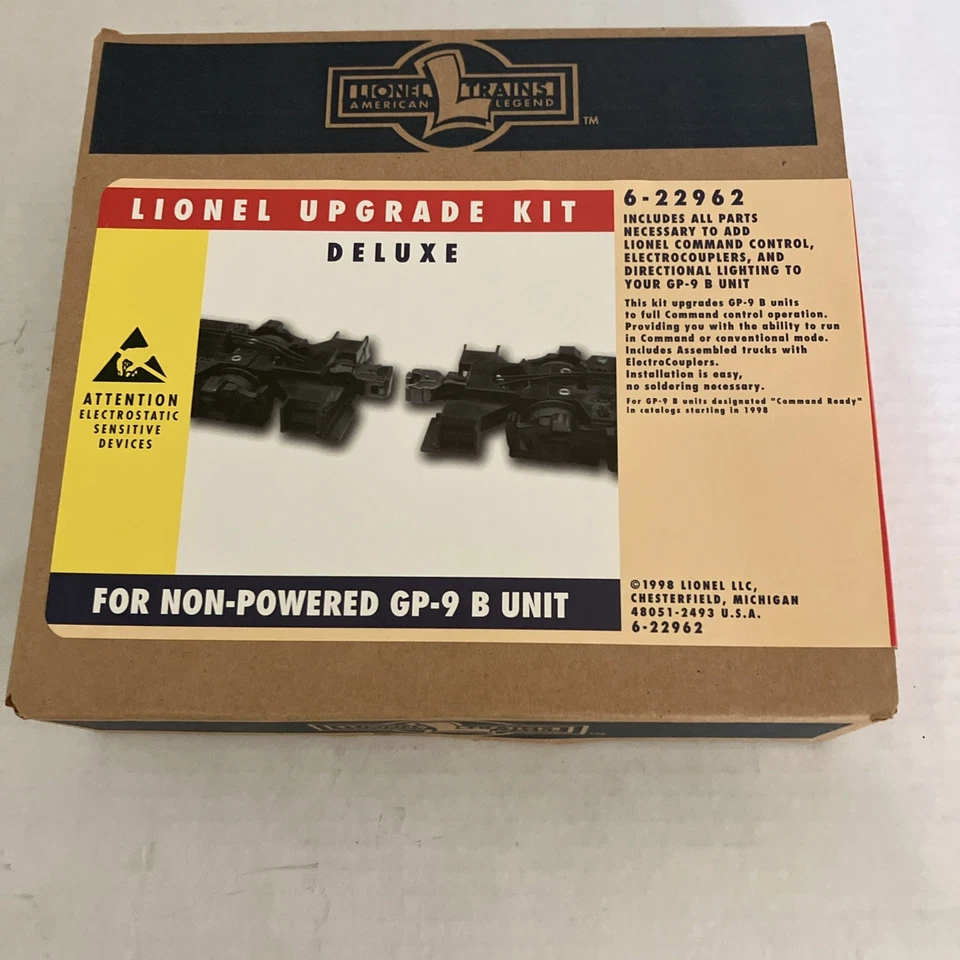 LIONEL TRAINS
AMERICAN LEGEND
TM
LIONEL UPGRADE KIT
DELUXE
ATTENTION
ELECTROSTATIC
SENSITIVE
DEVICES
FOR NON-POWERED GP-9 B UNIT
6-22962
INCLUDES ALL PARTS
NECESSARY TO ADD
LIONEL COMMAND CONTROL,
ELECTROCOUPLERS, AND
DIRECTIONAL LIGHTING TO
YOUR GP-9 B UNIT
This kit upgrades GP-9 B units
to full Command control operation.
Providing you with the ability to run
in Command or conventional mode.
Includes Assembled trucks with
ElectroCouplers.
Installation is easy,
no soldering necessary.
For GP-9 B units designated "Command Ready"
in catalogs starting in 1998
©1998 LIONEL LLC,
CHESTERFIELD, MICHIGAN
48051-2493 U.S.A.
6-22962